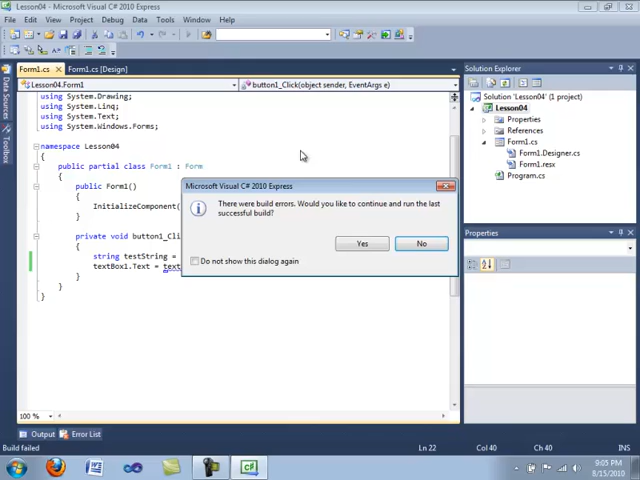 Lesson04 - Microsoft Visual C# 2010 Express
File Edit View Project Debug Data Tools Window Help
Form1.cs Form1.cs [Design]
Lesson04.Form1 button1_Click(object sender, EventArgs e)
using System.Drawing;
using System.Linq;
using System.Text;
using System.Windows.Forms;
namespace Lesson04
{
public partial class Form1 : Form
{
public Form1()
{
InitializeComponent(
}
private void button1_Cli
{
string testString =
textBox1.Text = text
}
}
}
Data Sources
Toolbox
Microsoft Visual C# 2010 Express
There were build errors. Would you like to continue and run the last
successful build?
Yes No
Do not show this dialog again
Solution Explorer
Solution 'Lesson04' (1 project)
Lesson04
Properties
References
Form1.cs
Form1.Designer.cs
Form1.resx
Program.cs
Properties
100 %
Output Error List
Build failed Ln 22 Col 40 Ch 40 INS
9:05 PM
8/15/2010